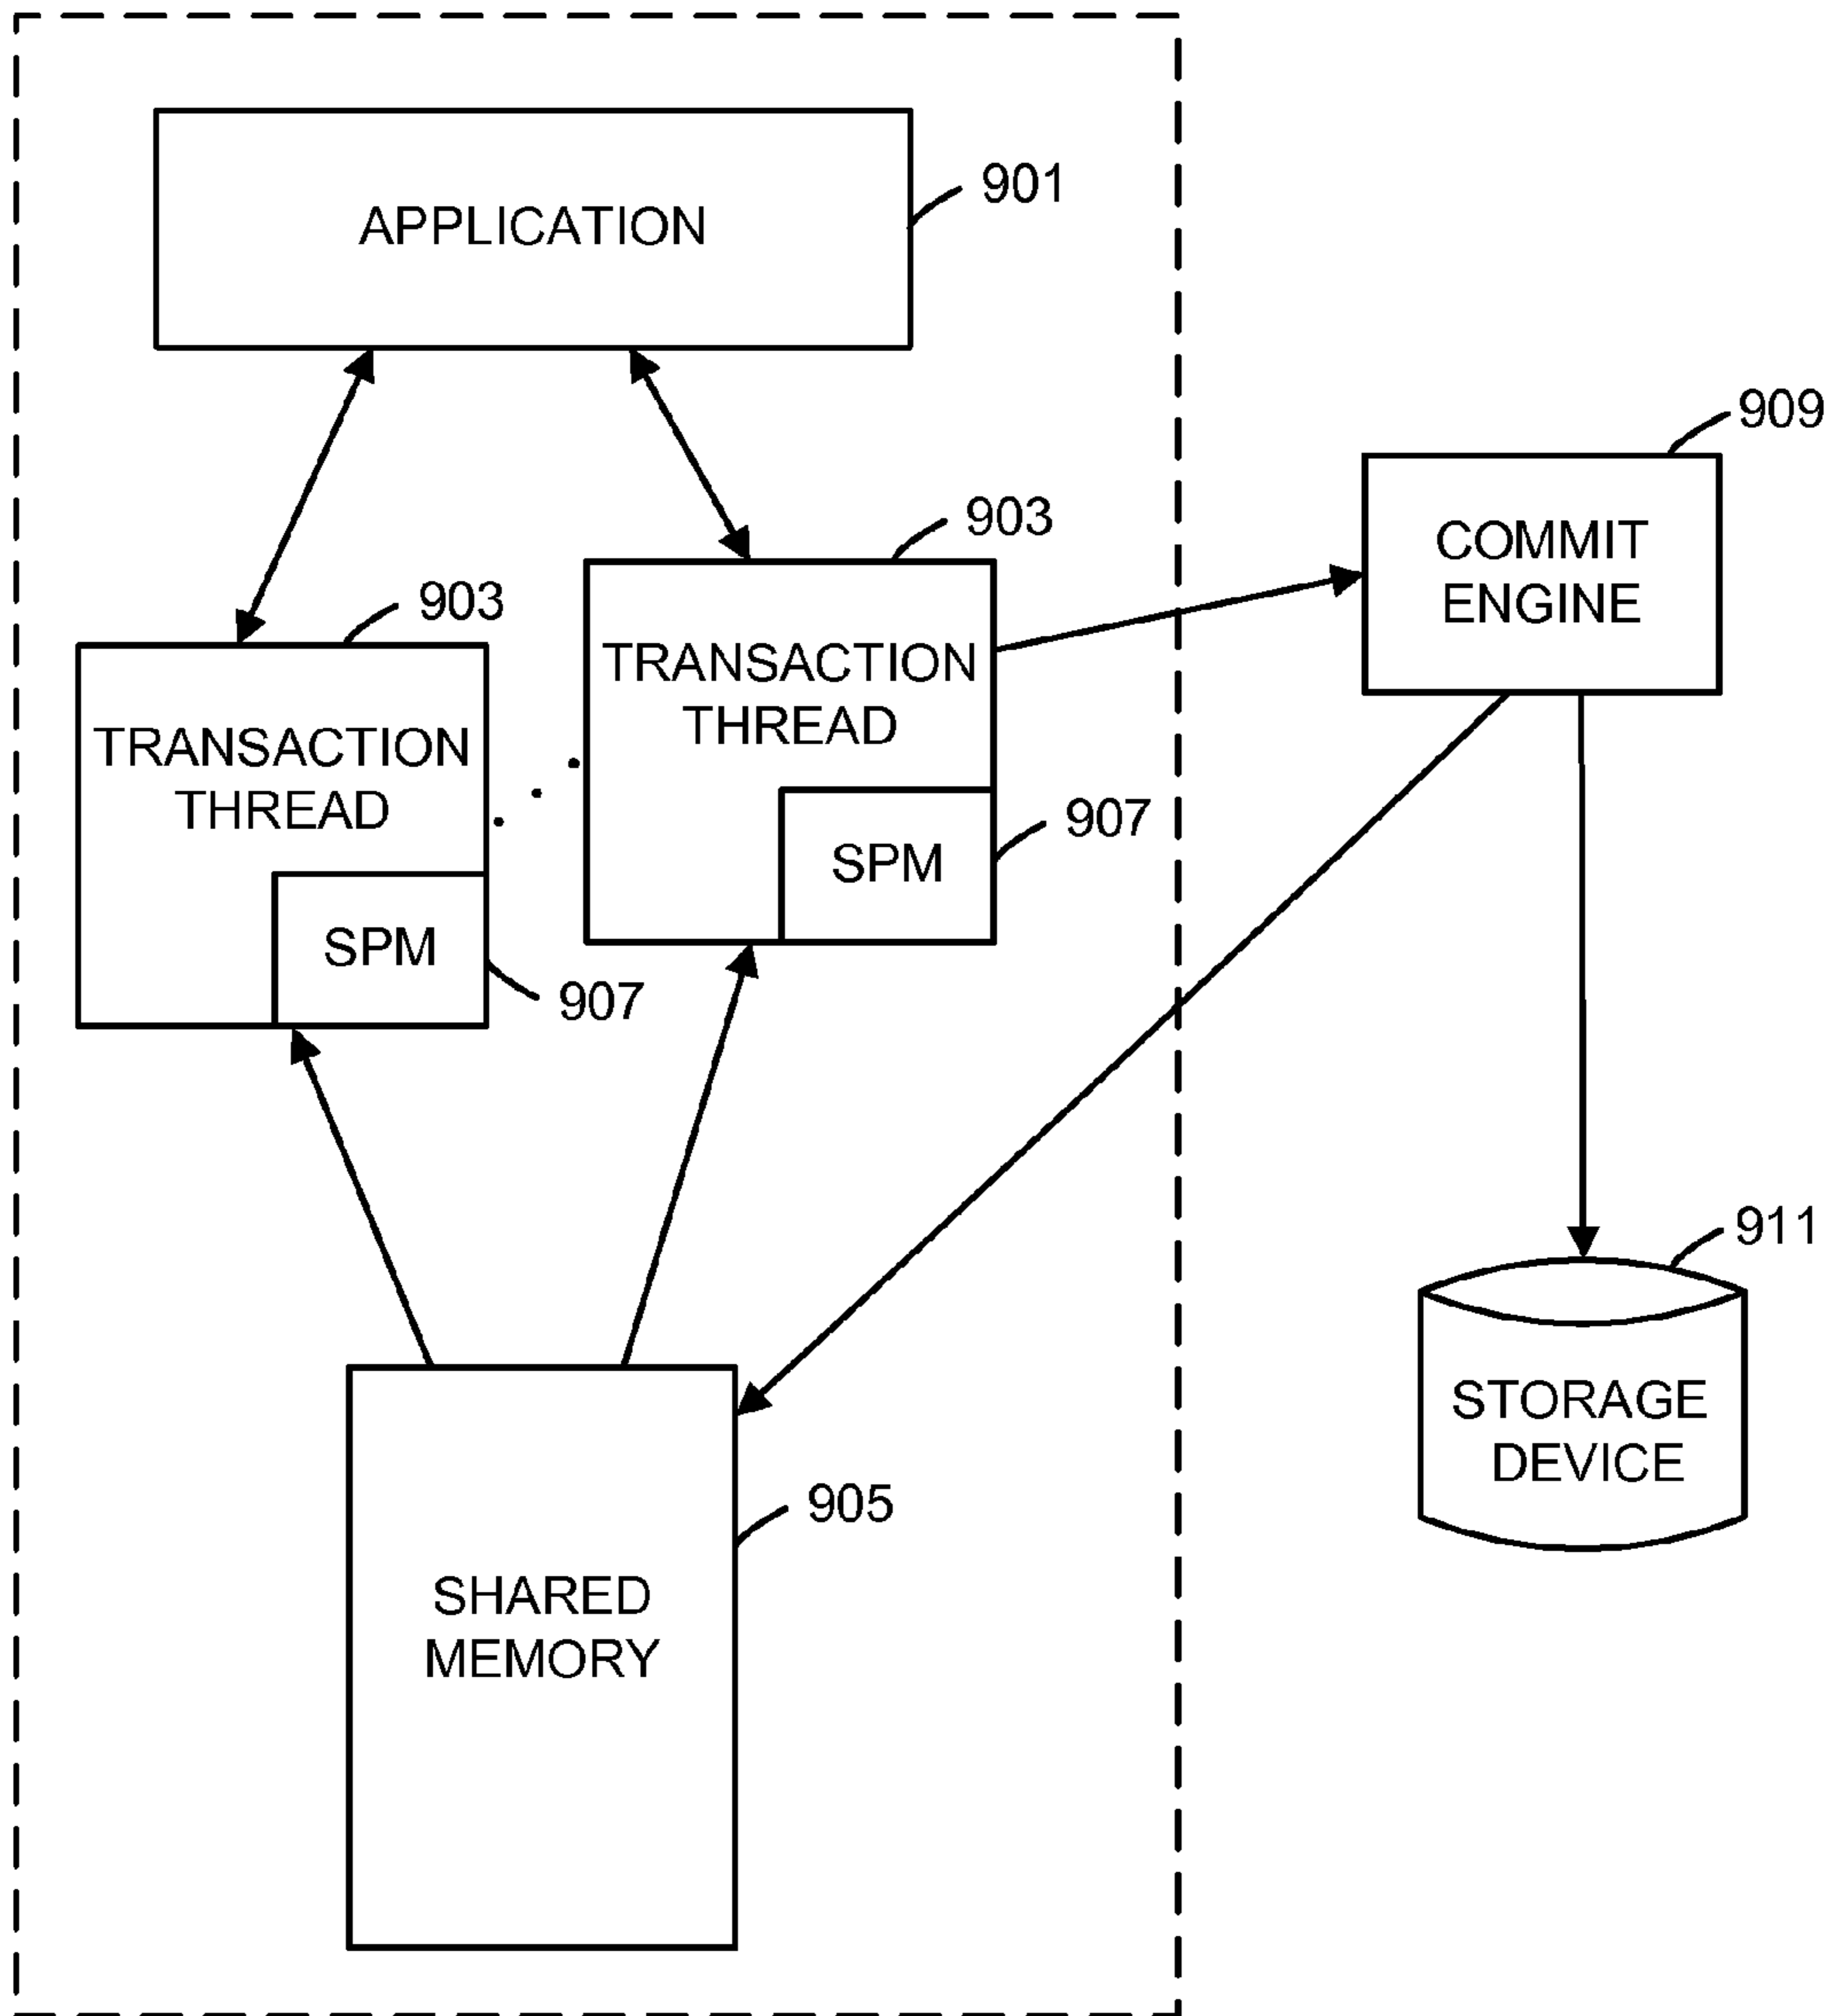 901
APPLICATION
909
COMMIT
ENGINE
903
TRANSACTION
THREAD
903
TRANSACTION
THREAD
SPM
907
SPM
907
911
STORAGE
DEVICE
905
SHARED
MEMORY